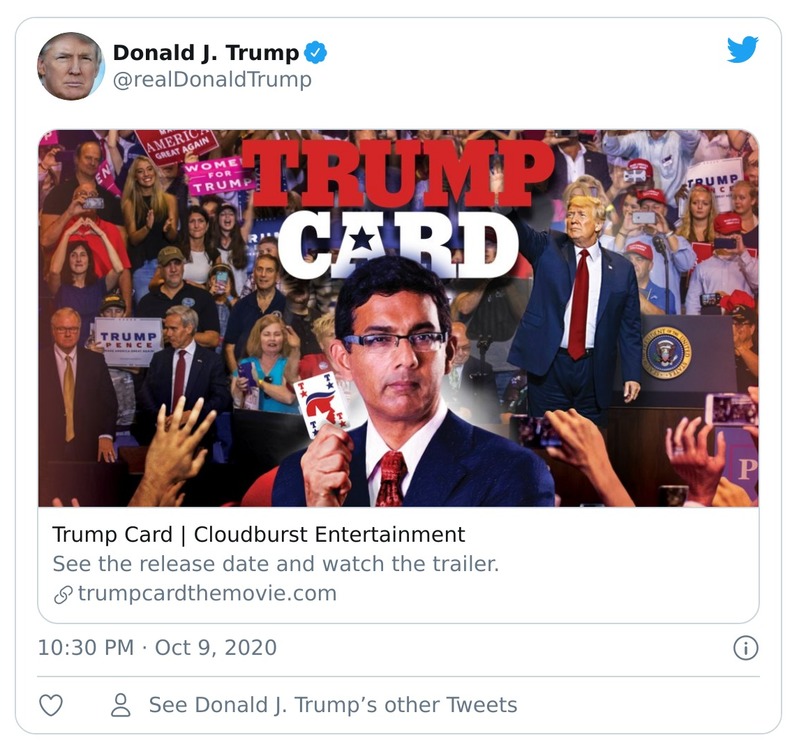 Donald J. Trump
@realDonaldTrump
AMERICA
GREAT AGAIN
WOMEN
FOR
TRUMP
TRUMP
CARD
TRUMP
TRUMP
PENCE
T
T
T
P
Trump Card | Cloudburst Entertainment
See the release date and watch the trailer.
trumpcardthemovie.com
10:30 PM · Oct 9, 2020
See Donald J. Trump’s other Tweets